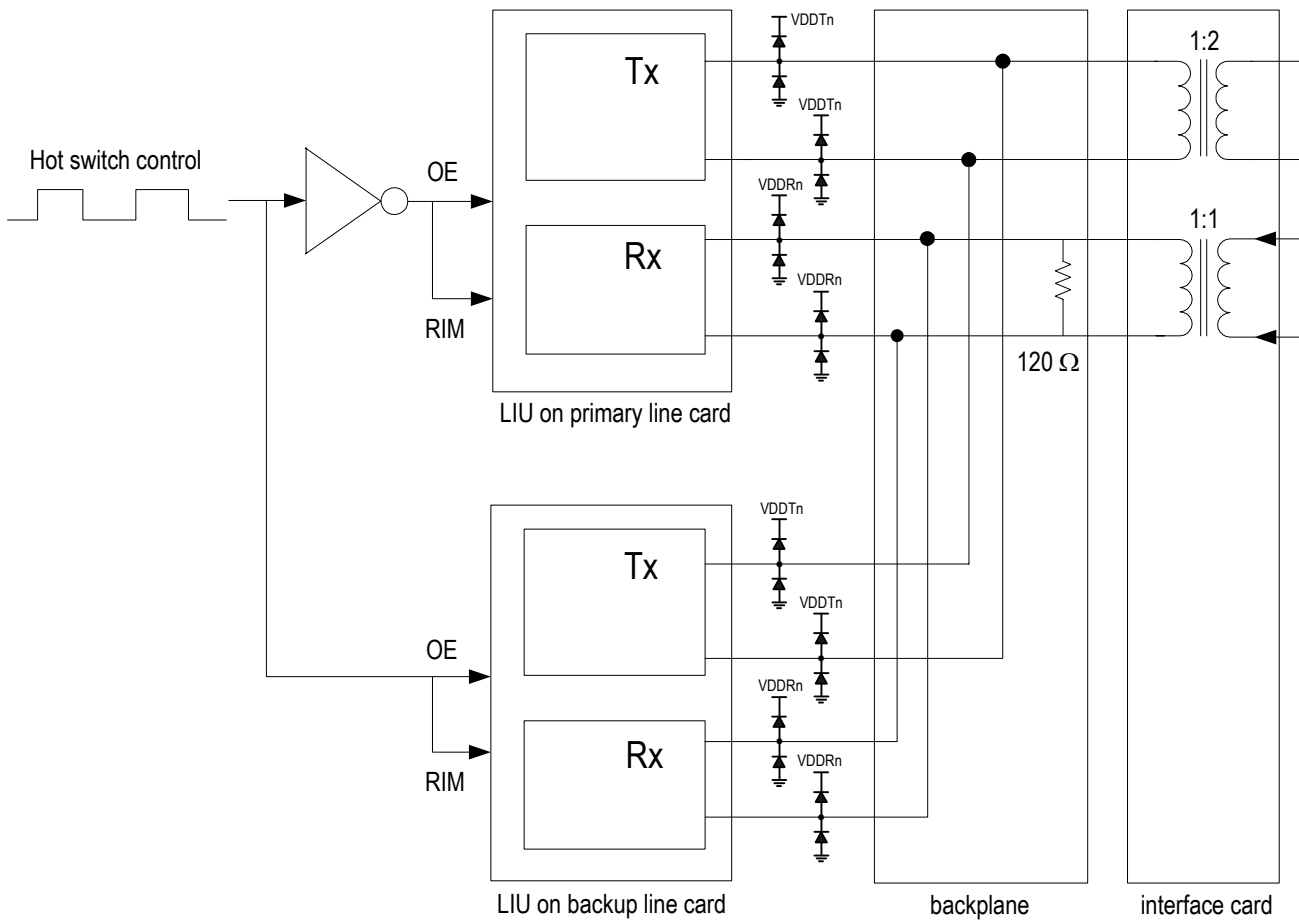 VDDTn
Tx
1:2
VDDTn
Hot switch control
OE
VDDRn
1:1
Rx
VDDRn
RIM
120 Ω
LIU on primary line card
VDDTn
Tx
VDDTn
OE
VDDRn
Rx
VDDRn
RIM
LIU on backup line card
backplane
interface card